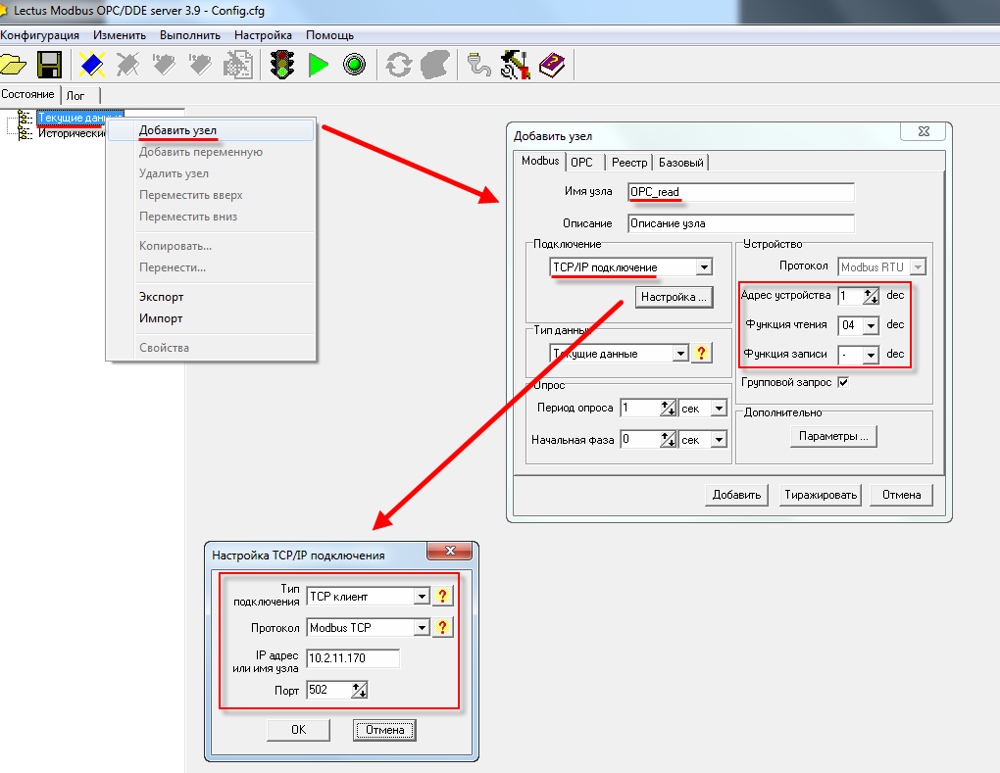 Lectus Modbus OPC/DDE server 3.9 - Config.cfg
Конфигурация Изменить Выполнить Настройка Помощь
Состояние Лог
Текущие данные
Исторические
Добавить узел
Добавить переменную
Удалить узел
Переместить вверх
Переместить вниз
Копировать...
Перенести...
Экспорт
Импорт
Свойства
Добавить узел
Modbus OPC Реестр Базовый
Имя узла OPC_read
Описание Описание узла
Подключение
TCP/IP подключение
Настройка ...
Тип данных
Текущие данные
Опрос
Период опроса 1 сек
Начальная фаза 0 сек
Устройство
Протокол Modbus RTU
Адрес устройства 1 dec
Функция чтения 04 dec
Функция записи - dec
Групповой запрос
Дополнительно
Параметры ...
Добавить Тиражировать Отмена
Настройка TCP/IP подключения
Тип
подключения TCP клиент
Протокол Modbus TCP
IP адрес
или имя узла 10.2.11.170
Порт 502
OK Отмена